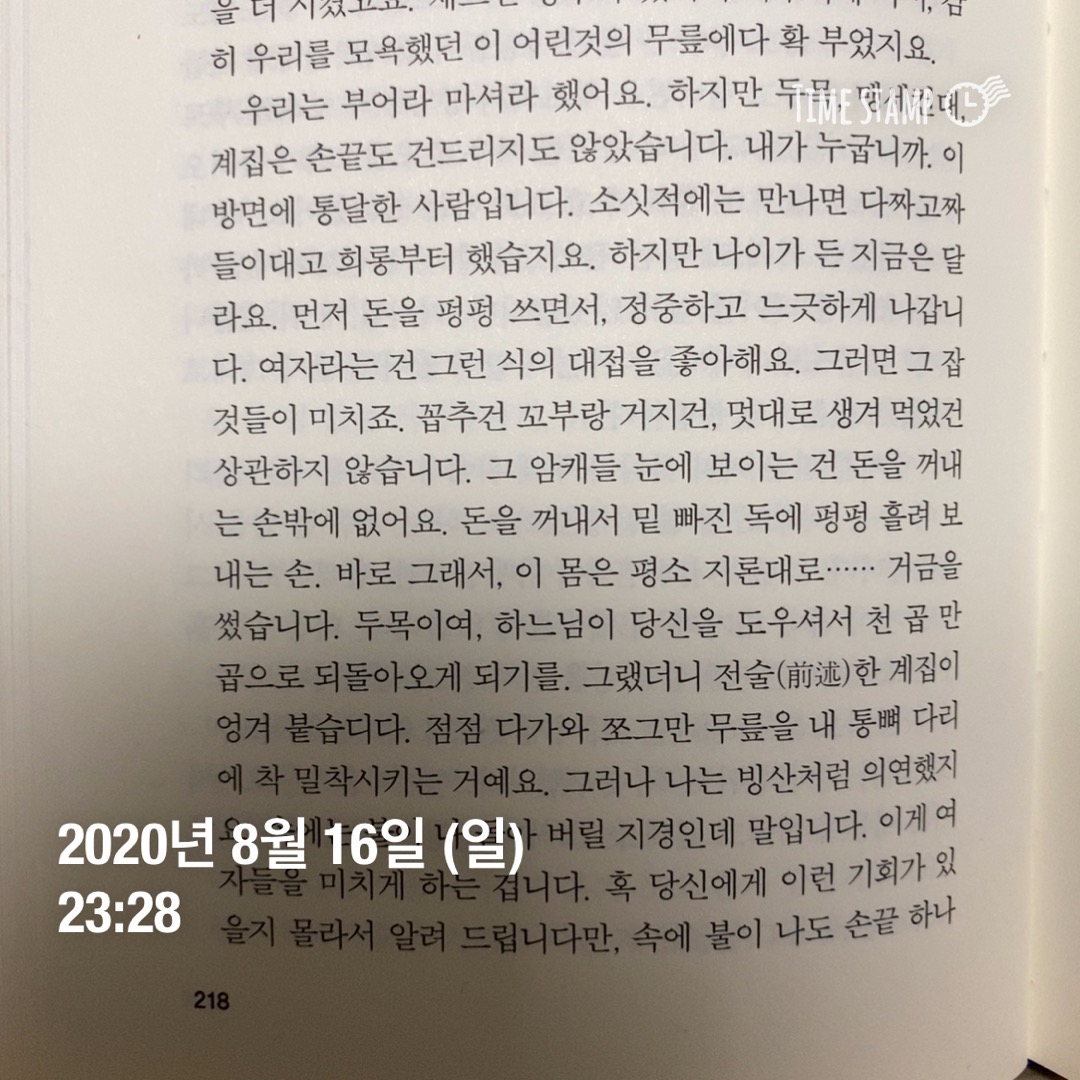 을 더 시켰고요.
히 우리를 모욕했던 이 어린것의 무릎에다 확 부었지요.
우리는 부어라 마셔라 했어요. 하지만 두목,
TIME STAMP
계집은 손끝도 건드리지도 않았습니다. 내가 누굽니까. 이
방면에 통달한 사람입니다. 소싯적에는 만나면 다짜고짜
들이대고 희롱부터 했습지요. 하지만 나이가 든 지금은 달
라요. 먼저 돈을 펑펑 쓰면서, 정중하고 느긋하게 나갑니
다. 여자라는 건 그런 식의 대접을 좋아해요. 그러면 그 잡
것들이 미치죠. 꼽추건 꼬부랑 거지건, 멋대로 생겨 먹었건
상관하지 않습니다. 그 암캐들 눈에 보이는 건 돈을 꺼내
는 손밖에 없어요. 돈을 꺼내서 밑 빠진 독에 펑펑 흘려 보
내는 손. 바로 그래서, 이 몸은 평소 지론대로…… 거금을
썼습니다. 두목이여, 하느님이 당신을 도우셔서 천 곱 만
곱으로 되돌아오게 되기를. 그랬더니 전술(前述)한 계집이
엉겨 붙습디다. 점점 다가와 쪼그만 무릎을 내 통뼈 다리
에 착 밀착시키는 거예요. 그러나 나는 빙산처럼 의연했지
버릴 지경인데 말입니다. 이게 여
자들을 미치게 하는 겁니다. 혹 당신에게 이런 기회가 있
을지 몰라서 알려 드립니다만, 속에 불이 나도 손끝 하나
2020년 8월 16일 (일)
23:28
218